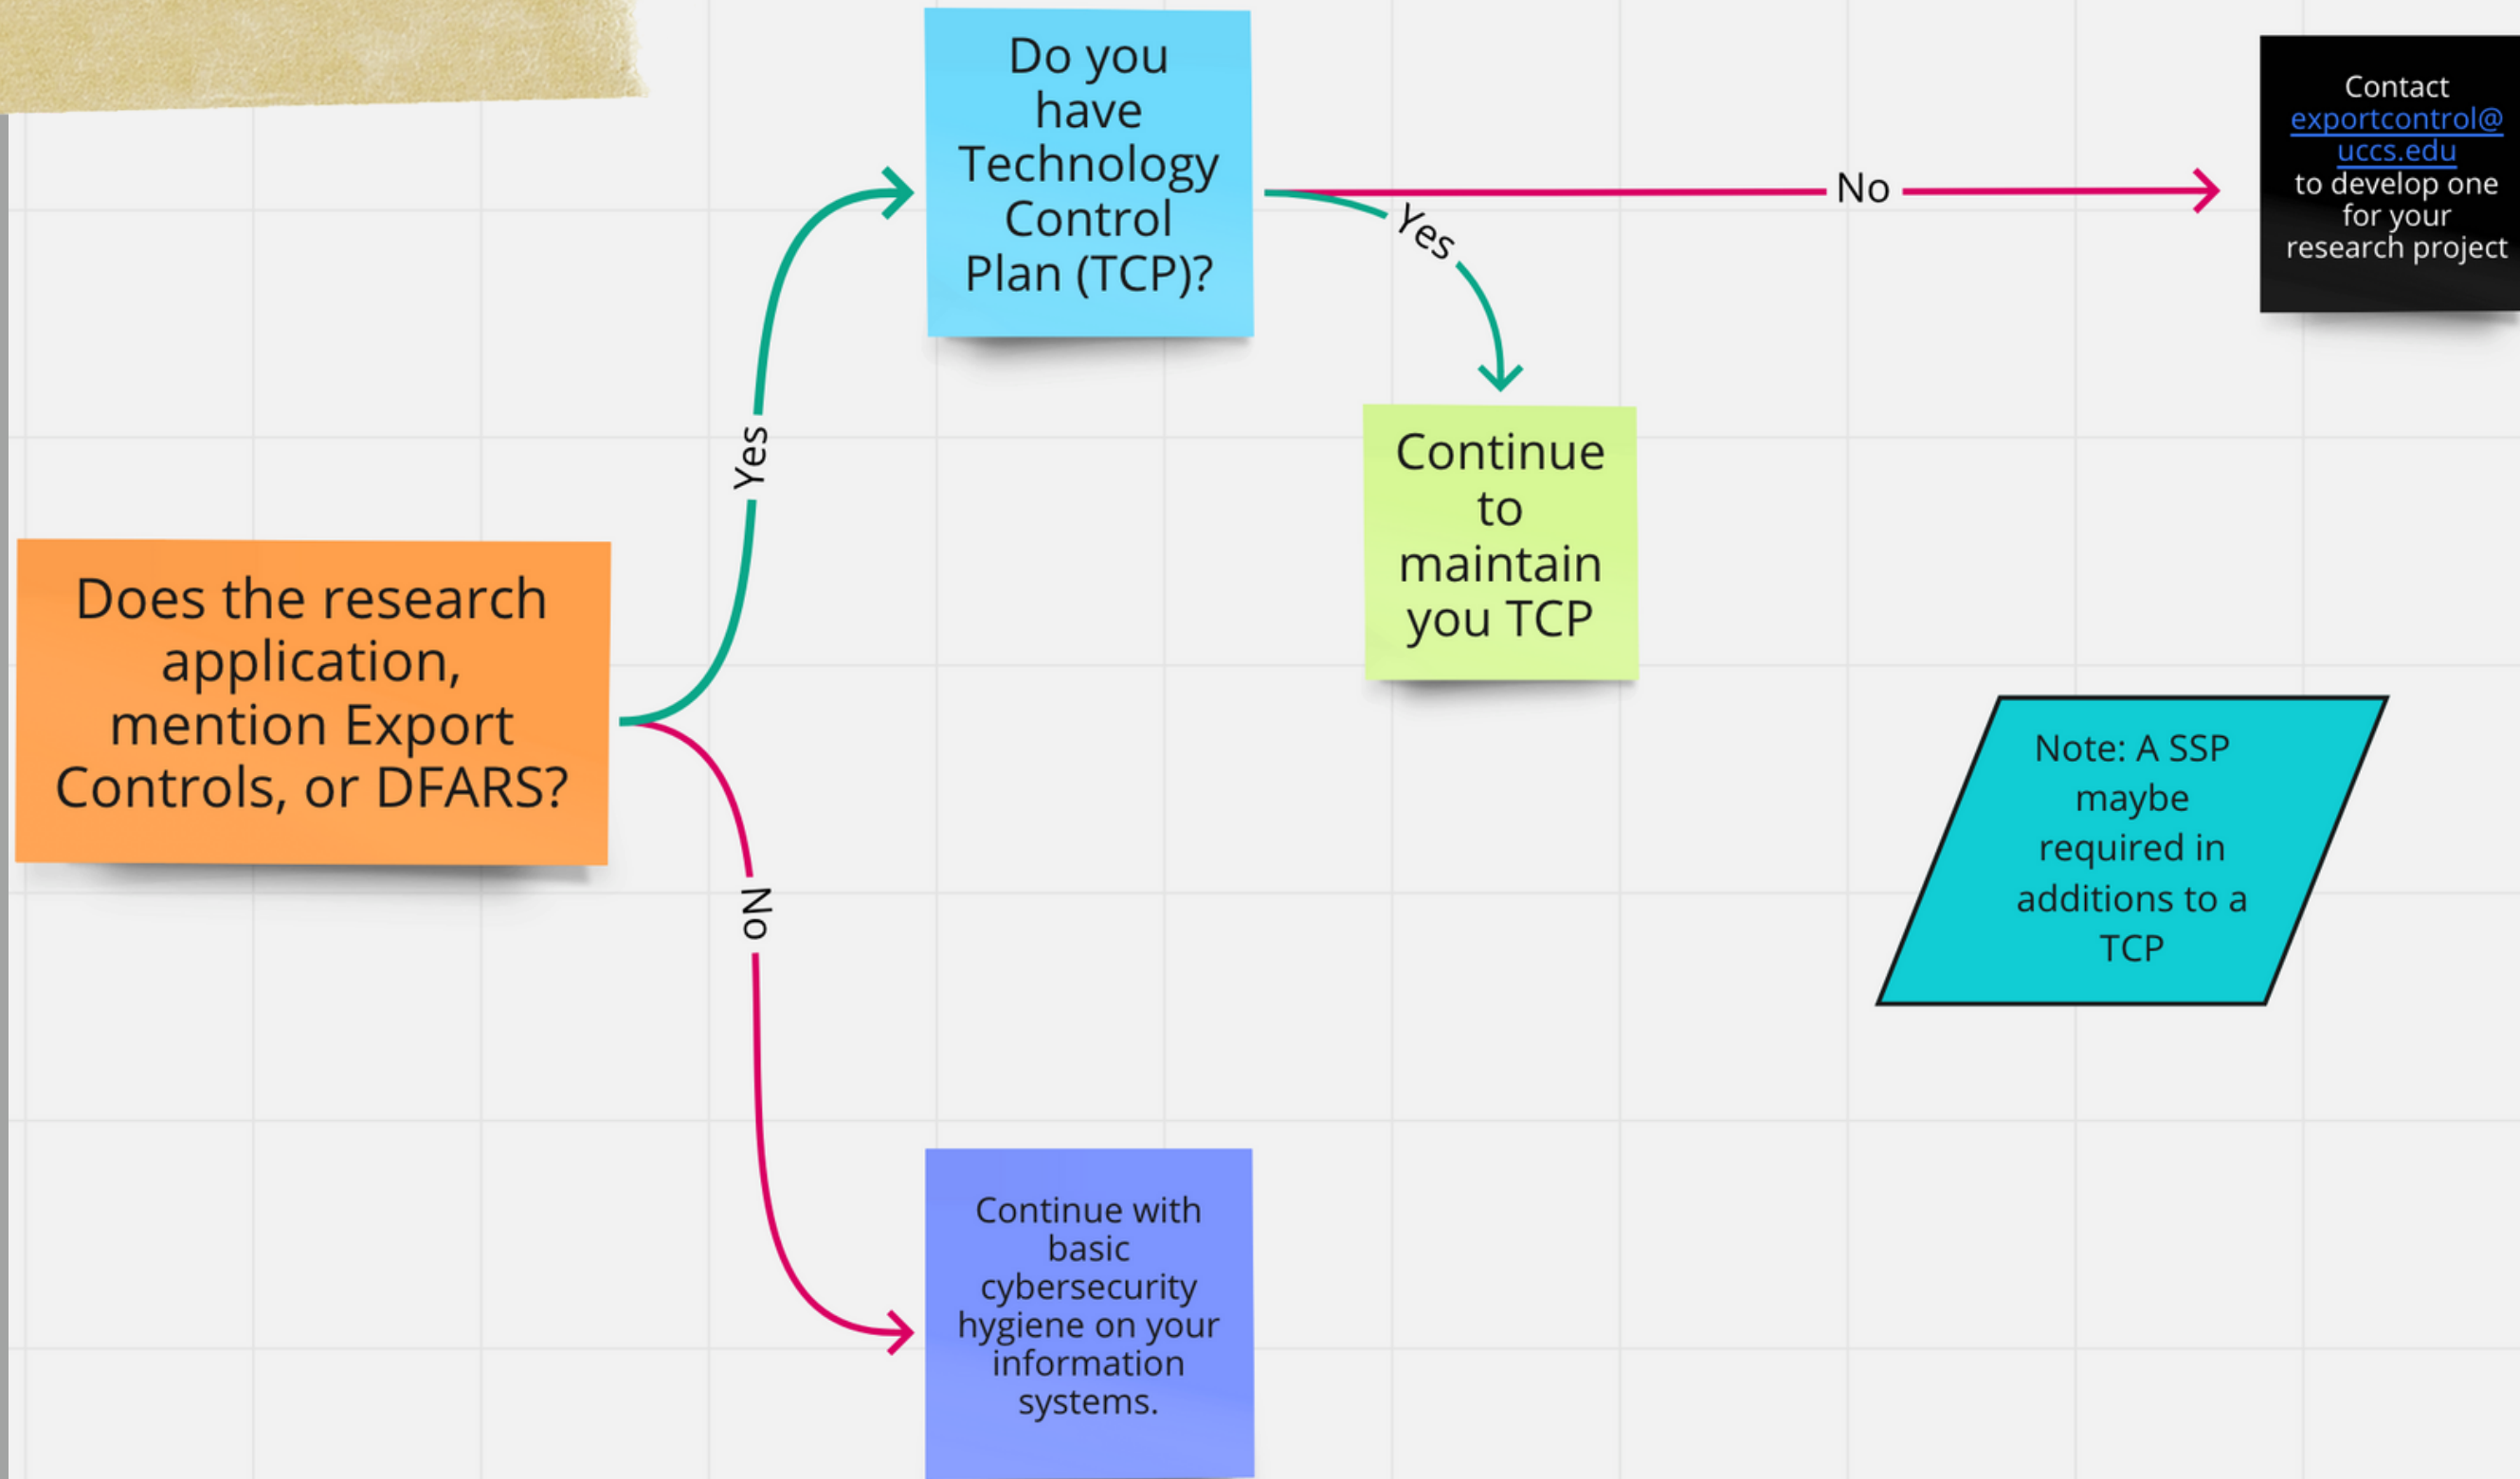 Do you
have
Technology
Control
Plan (TCP)?
No
Contact
exportcontrol@
uccs.edu
to develop one
for your
research project
Yes
Continue
to
maintain
you TCP
Yes
Does the research
application,
mention Export
Controls, or DFARS?
No
Note: A SSP
maybe
required in
additions to a
TCP
Continue with
basic
cybersecurity
hygiene on your
information
systems.